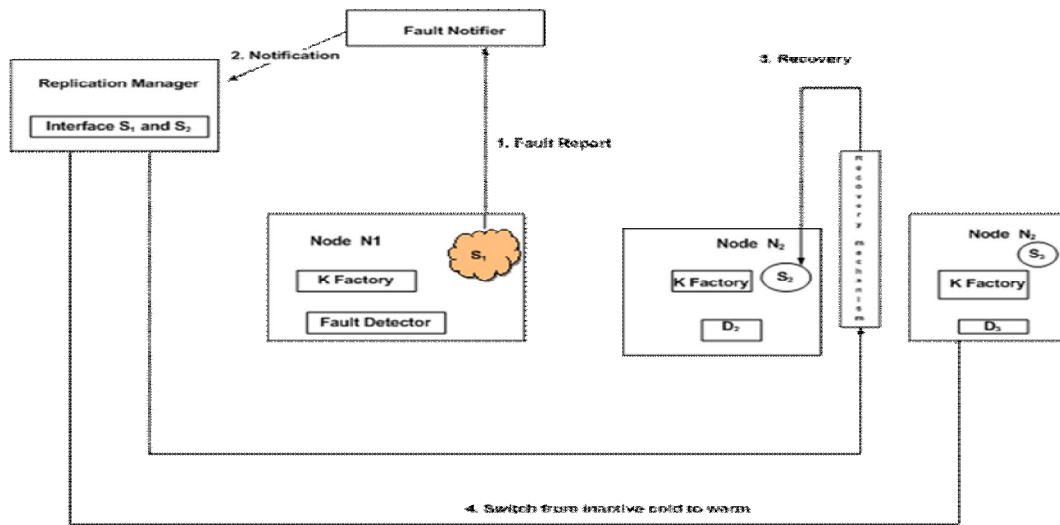 Fault Notifier
2. Notification
3. Recovery
Replication Manager
Interface S₁ and S₂
1. Fault Report
recovery mechanism
Node N1
S₁
K Factory
Fault Detector
Node N₂
K Factory
S₂
D₂
Node N₂
K Factory
D₃
4. Switch from inactive cold to warm